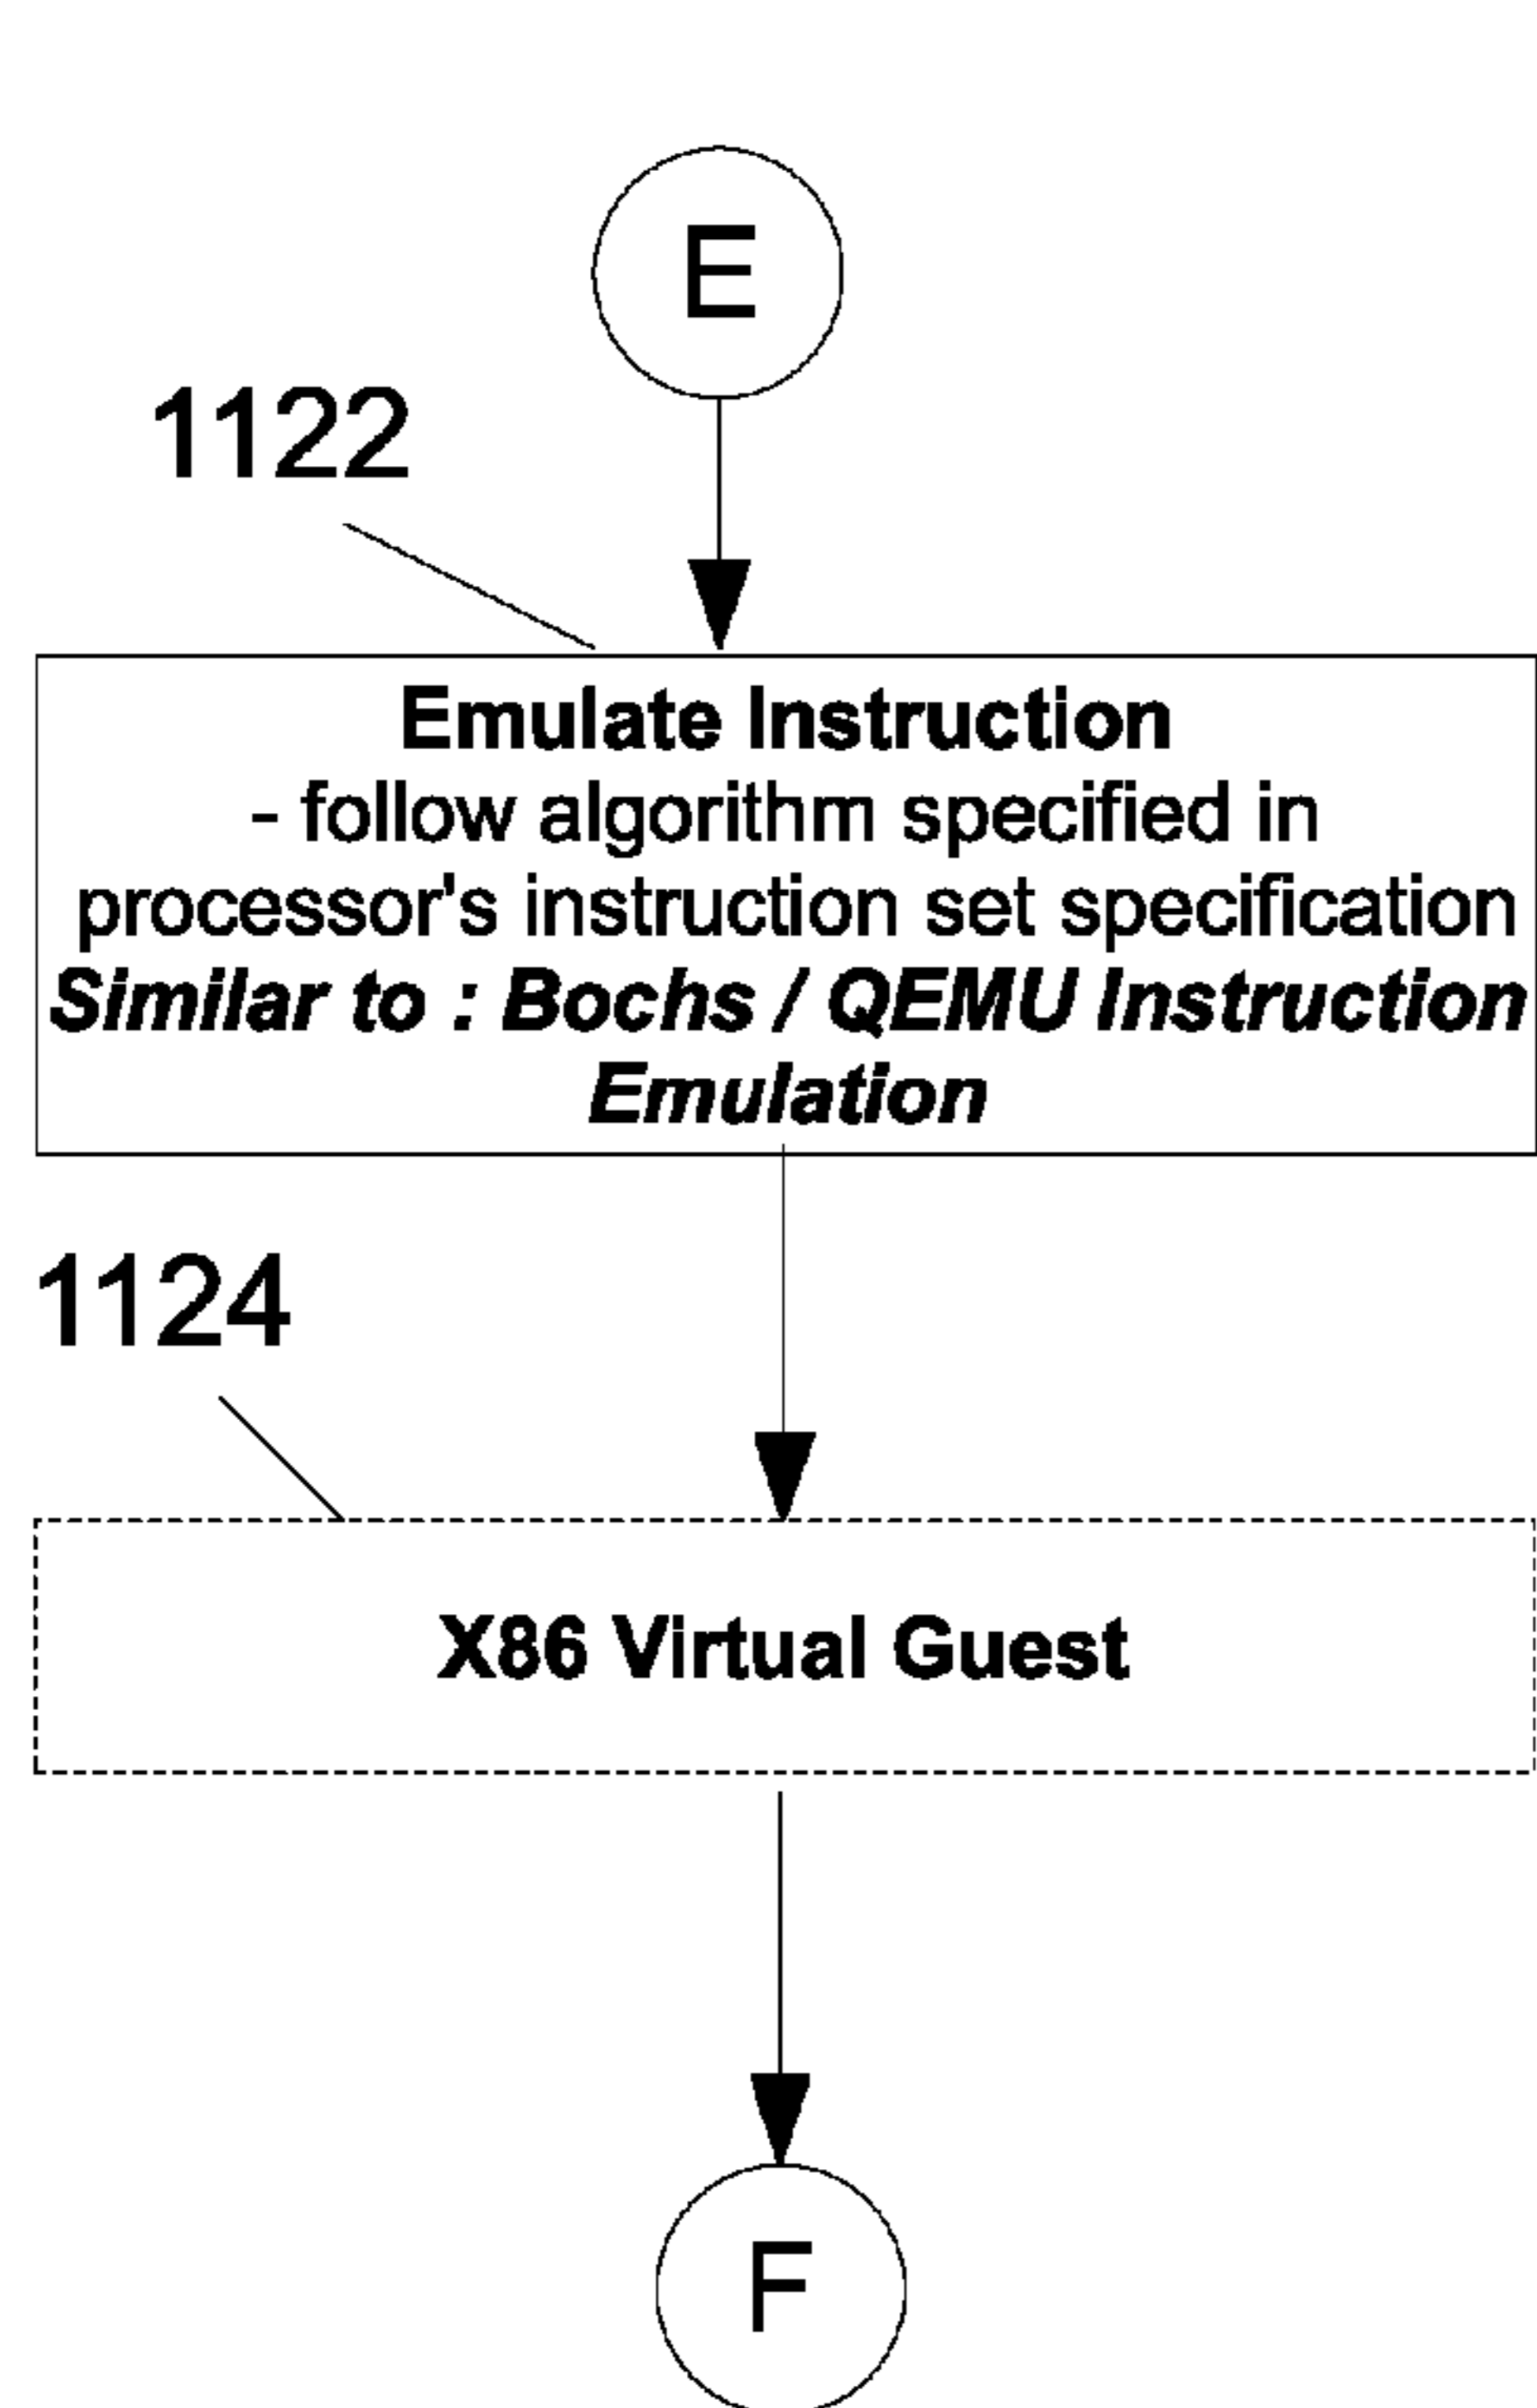 E
1122
Emulate Instruction
- follow algorithm specified in
processor's instruction set specification
Similar to : Bochs / QEMU Instruction
Emulation
1124
X86 Virtual Guest
F